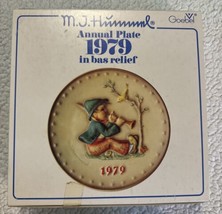 M.J. Hummel
Goebel
Annual Plate
1979
in bas relief
1979